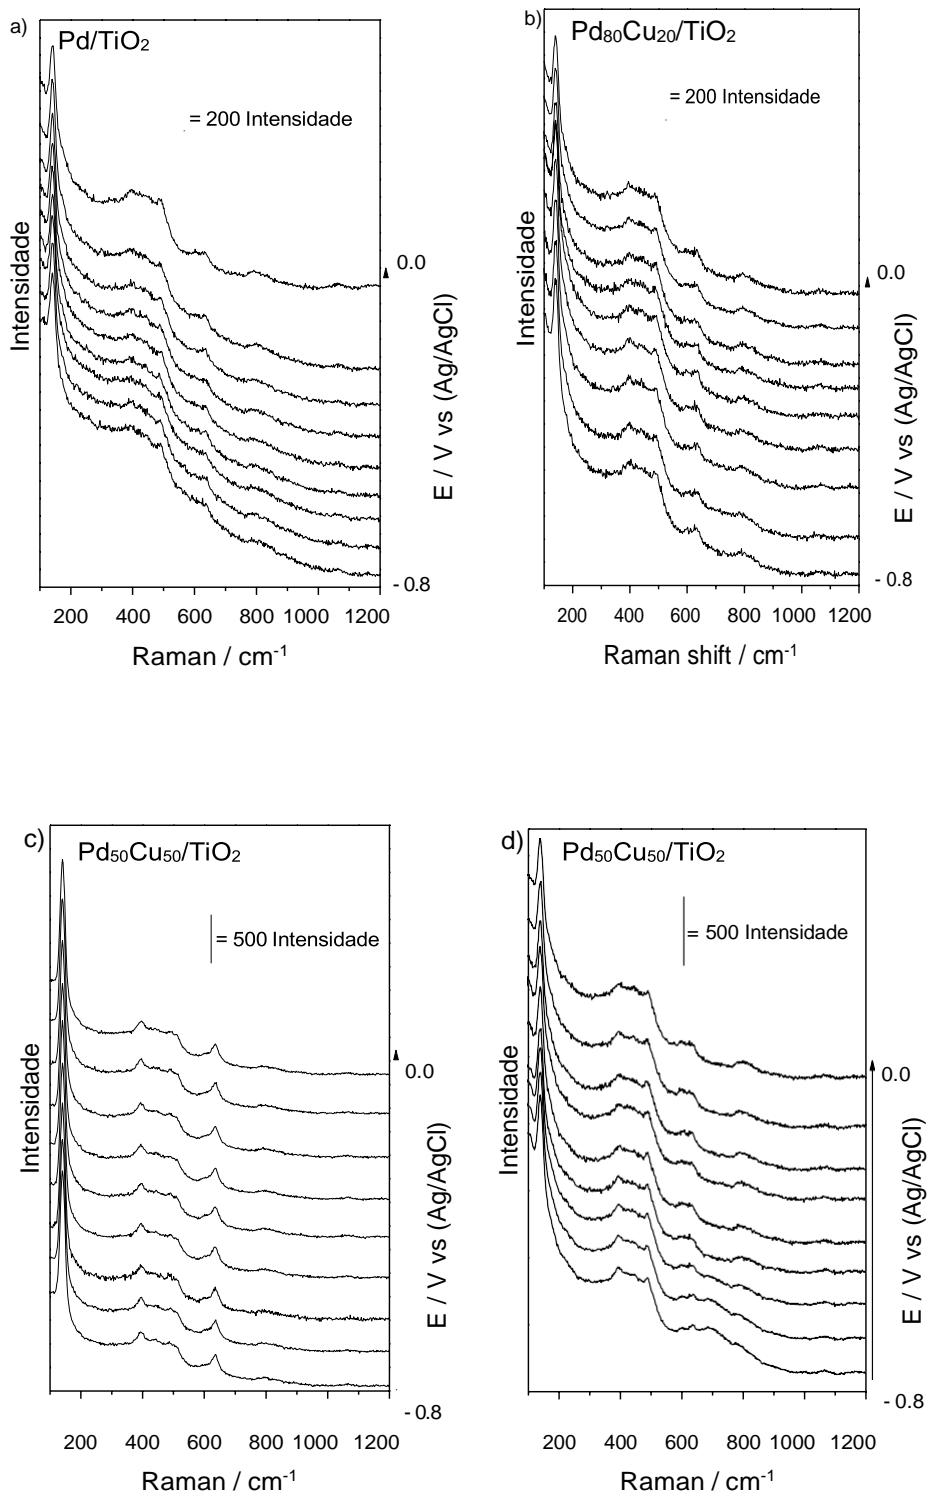 a)
Pd/TiO₂
= 200 Intensidade
Intensidade
0.0
E / V vs (Ag/AgCl)
- 0.8
200 400 600 800 1000 1200
Raman / cm⁻¹
b)
Pd₈₀Cu₂₀/TiO₂
= 200 Intensidade
Intensidade
0.0
E / V vs (Ag/AgCl)
- 0.8
200 400 600 800 1000 1200
Raman shift / cm⁻¹
c)
Pd₅₀Cu₅₀/TiO₂
= 500 Intensidade
Intensidade
0.0
E / V vs (Ag/AgCl)
- 0.8
200 400 600 800 1000 1200
Raman / cm⁻¹
d)
Pd₅₀Cu₅₀/TiO₂
= 500 Intensidade
Intensidade
0.0
E / V vs (Ag/AgCl)
- 0.8
200 400 600 800 1000 1200
Raman / cm⁻¹